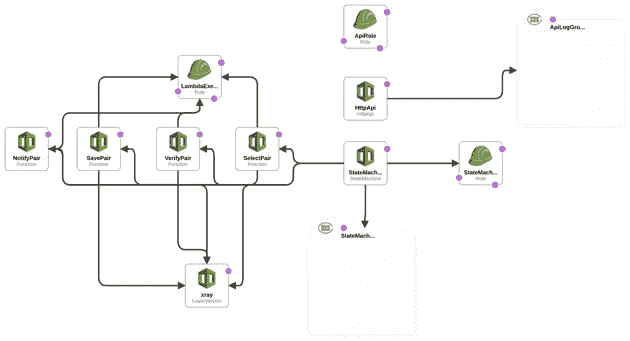 ApiRole
Role
ApiLogGro...
LambdaExe...
Role
HttpApi
HttpApi
NotifyPair
Function
SavePair
Function
VerifyPair
Function
SelectPair
Function
StateMach...
StateMachine
StateMach...
Role
StateMach...
xray
LayerVersion